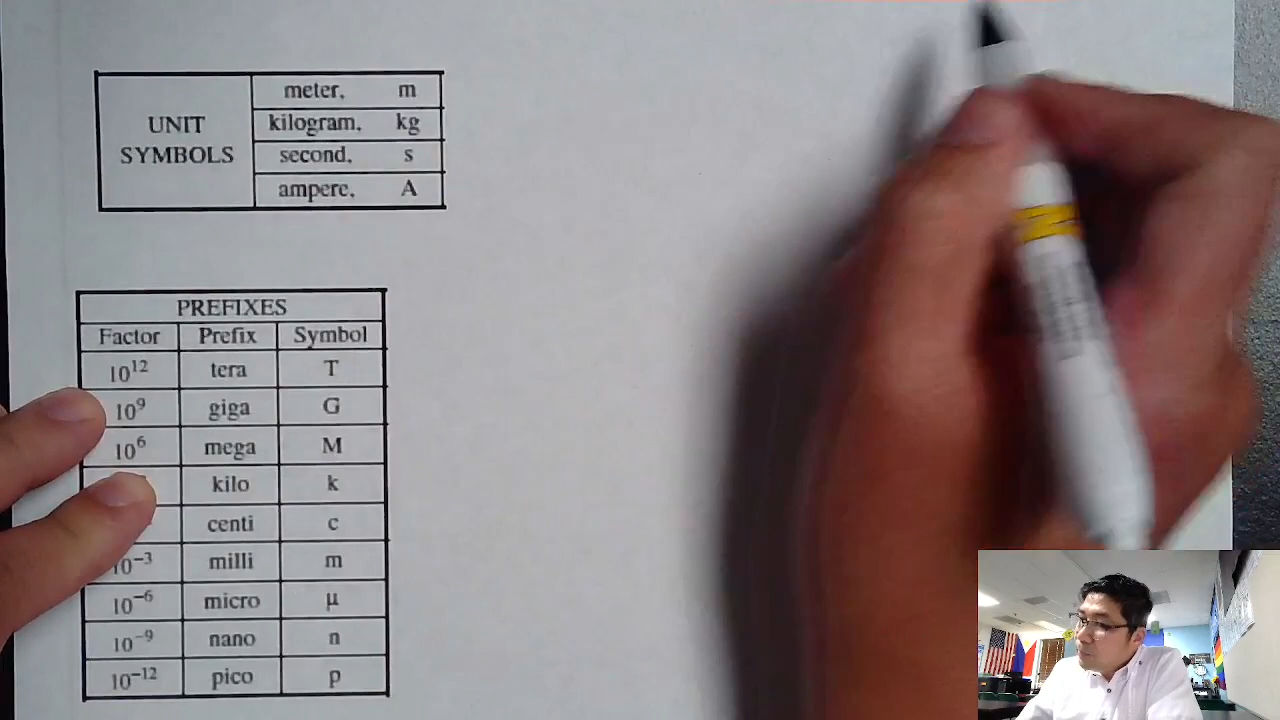 UNIT SYMBOLS
meter, m
kilogram, kg
second, s
ampere, A
PREFIXES
Factor Prefix Symbol
10¹² tera T
10⁹ giga G
10⁶ mega M
kilo k
centi c
10⁻³ milli m
10⁻⁶ micro μ
10⁻⁹ nano n
10⁻¹² pico p